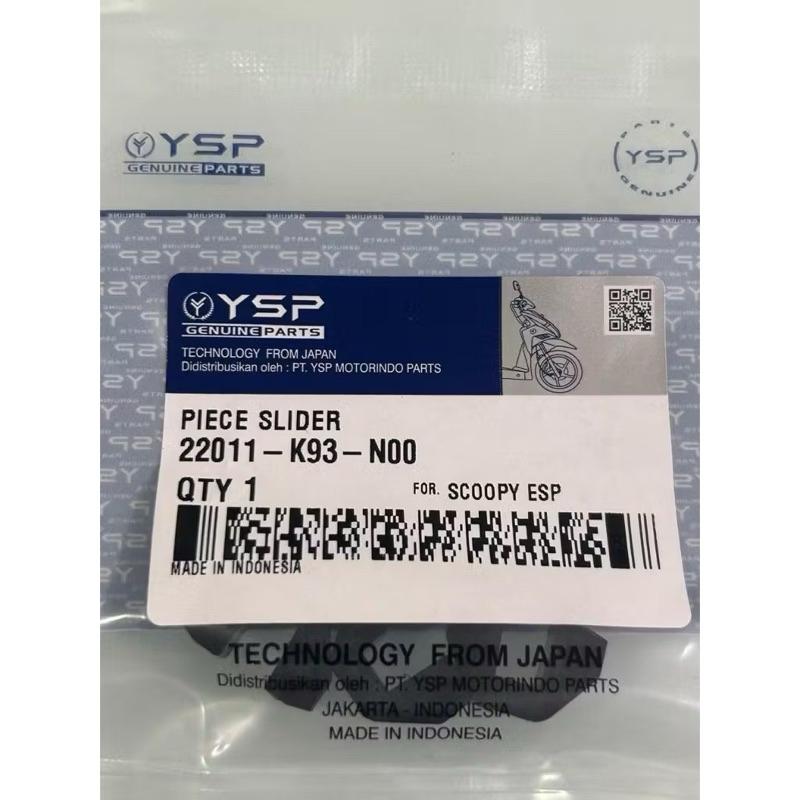 YSP
GENUINE PARTS
PARTS
YSP
GENUINE
YSP
GENUINE PARTS
TECHNOLOGY FROM JAPAN
Didistribusikan oleh : PT. YSP MOTORINDO PARTS
PIECE SLIDER
22011-K93-N00
QTY 1
FOR. SCOOPY ESP
MADE IN INDONESIA
TECHNOLOGY FROM JAPAN
Didistribusikan oleh : PT. YSP MOTORINDO PARTS
JAKARTA - INDONESIA
MADE IN INDONESIA